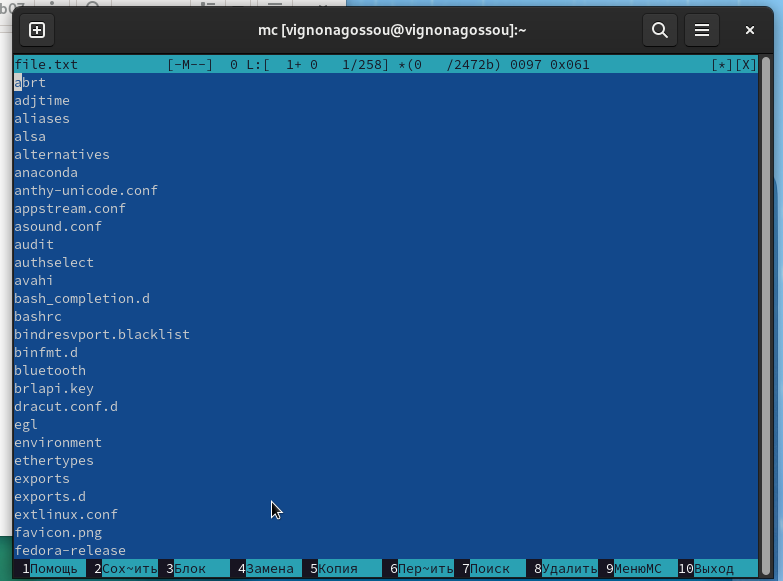 mc [vignonagossou@vignonagossou]:~
file.txt [-M--] 0 L:[ 1+ 0 1/258] *(0 /2472b) 0097 0x061 [*][X]
abrt
adjtime
aliases
alsa
alternatives
anaconda
anthy-unicode.conf
appstream.conf
asound.conf
audit
authselect
avahi
bash_completion.d
bashrc
bindresvport.blacklist
binfmt.d
bluetooth
brlapi.key
dracut.conf.d
egl
environment
ethertypes
exports
exports.d
extlinux.conf
favicon.png
fedora-release
1Помощь 2Сох~ить 3Блок 4Замена 5Копия 6Пер~ить 7Поиск 8Удалить 9МенюMC 10Выход